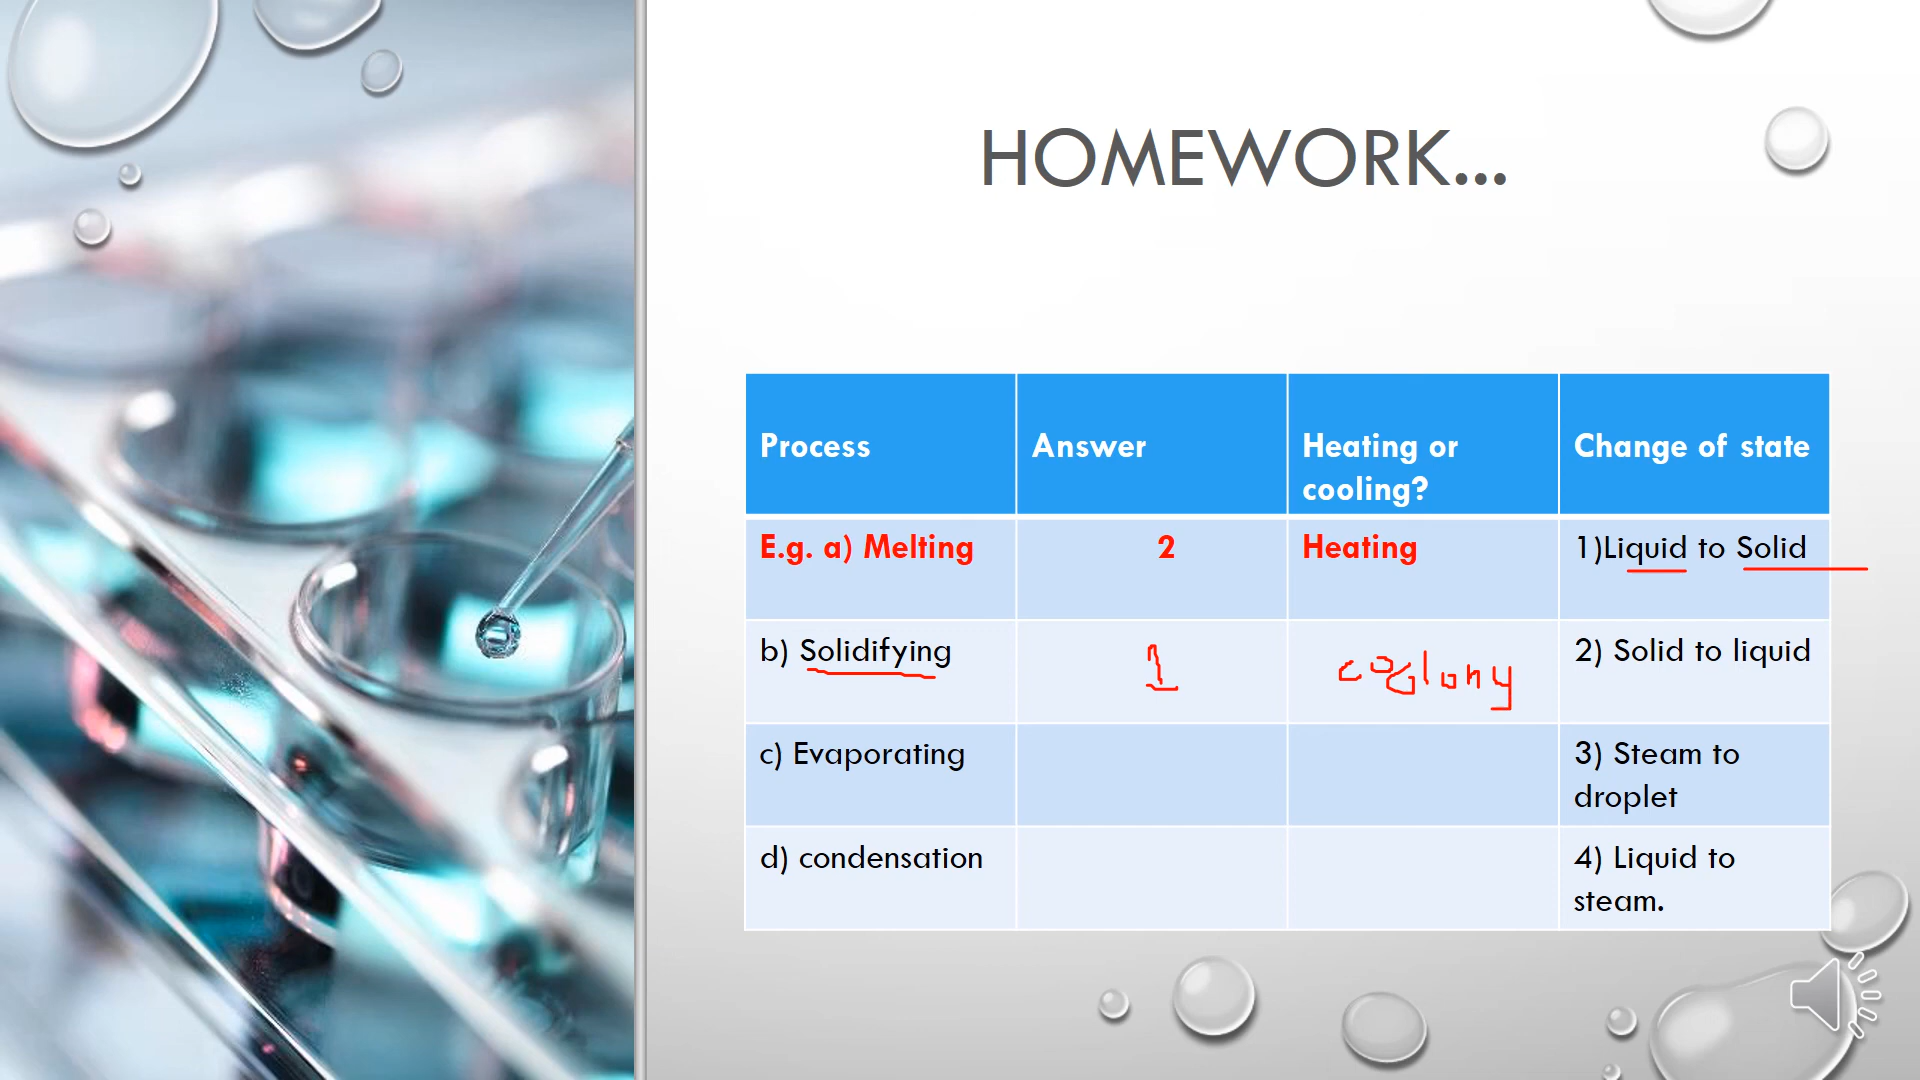 HOMEWORK...
Process Answer Heating or cooling? Change of state
E.g. a) Melting 2 Heating 1)Liquid to Solid
b) Solidifying 1 2) Solid to liquid
c) Evaporating 3) Steam to
droplet
d) condensation 4) Liquid to
steam.